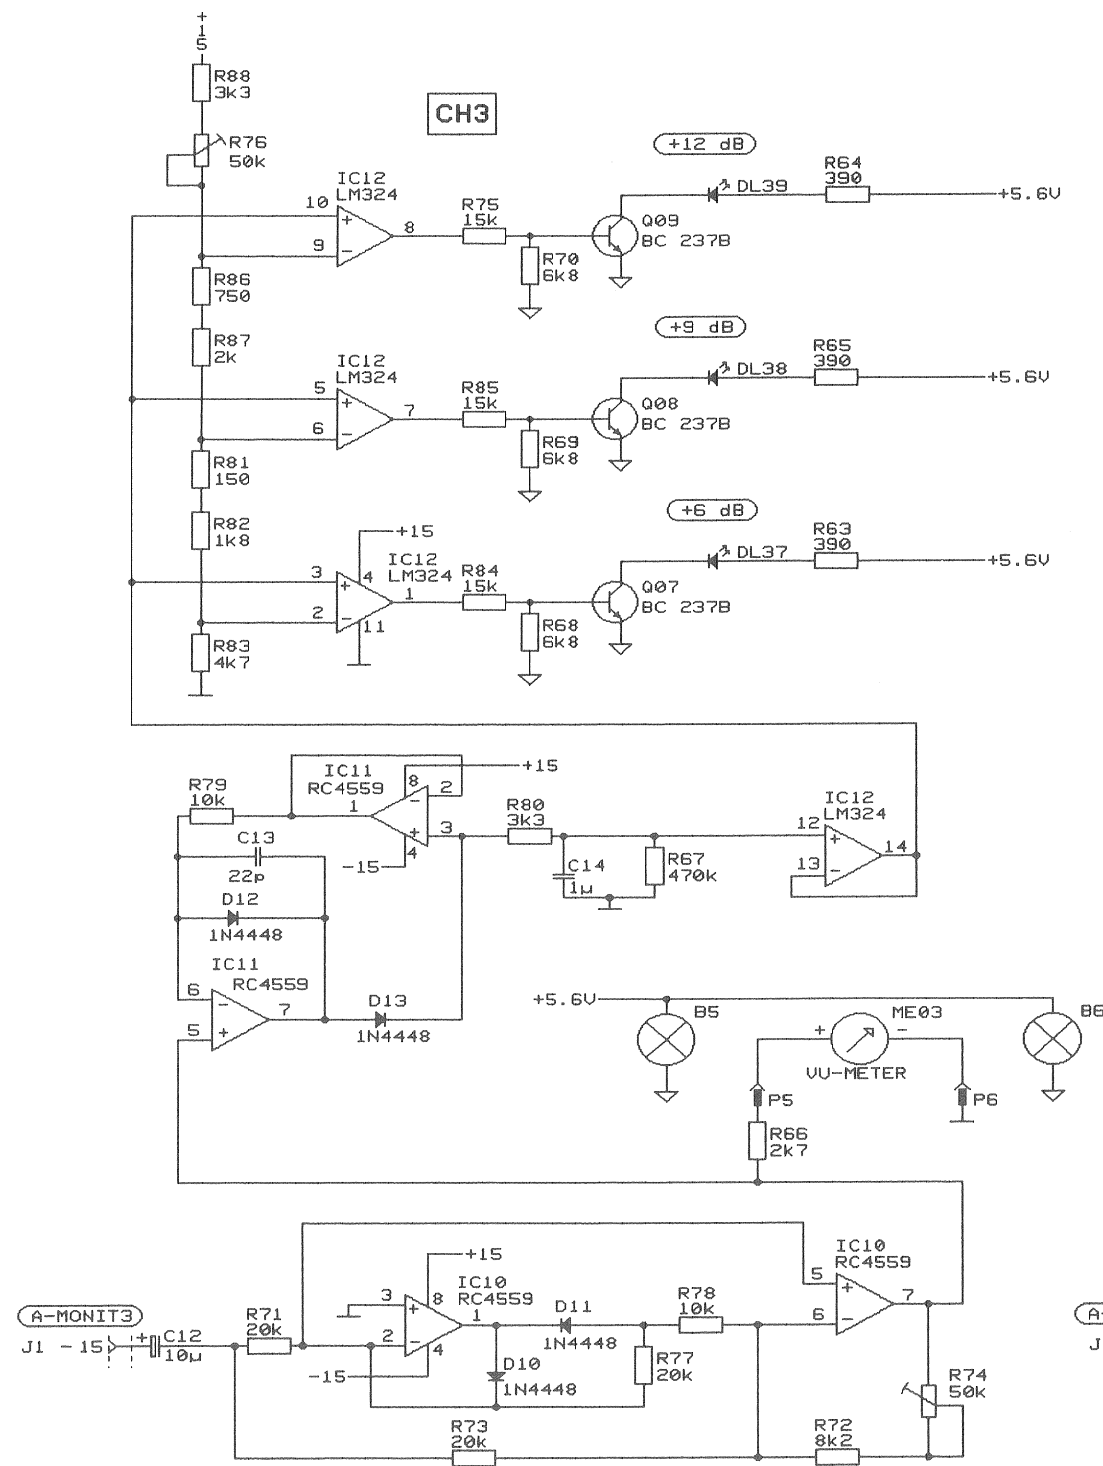 +
1
5
R88
3k3
CH3
R76
50k
+12 dB
R64
390
DL39
+5.6V
IC12
LM324
10
9
8
R75
15k
Q09
BC 237B
R70
6k8
R86
750
R87
2k
+9 dB
R65
390
DL38
+5.6V
IC12
LM324
5
6
7
R85
15k
Q08
BC 237B
R69
6k8
R81
150
R82
1k8
+6 dB
R63
390
DL37
+5.6V
+15
IC12
LM324
3
2
4
11
1
R84
15k
Q07
BC 237B
R68
6k8
R83
4k7
R79
10k
IC11
RC4559
+15
8
1
2
3
4
-15
R80
3k3
C13
22p
C14
1µ
R67
470k
IC12
LM324
12
13
14
D12
1N4448
IC11
RC4559
6
5
7
D13
1N4448
+5.6V
B5
ME03
+
-
VU-METER
B6
P5
P6
R66
2k7
A-MONIT3
J1 -15
+
C12
10µ
R71
20k
+15
IC10
RC4559
3
2
8
4
1
-15
D11
1N4448
D10
1N4448
R78
10k
R77
20k
IC10
RC4559
5
6
7
R74
50k
R73
20k
R72
8k2
A-
J